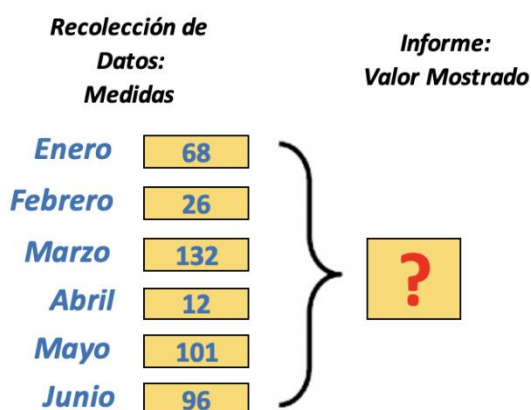 Recolección de
Datos:
Medidas
Informe:
Valor Mostrado
Enero 68
Febrero 26
Marzo 132
?
Abril 12
Mayo 101
Junio 96